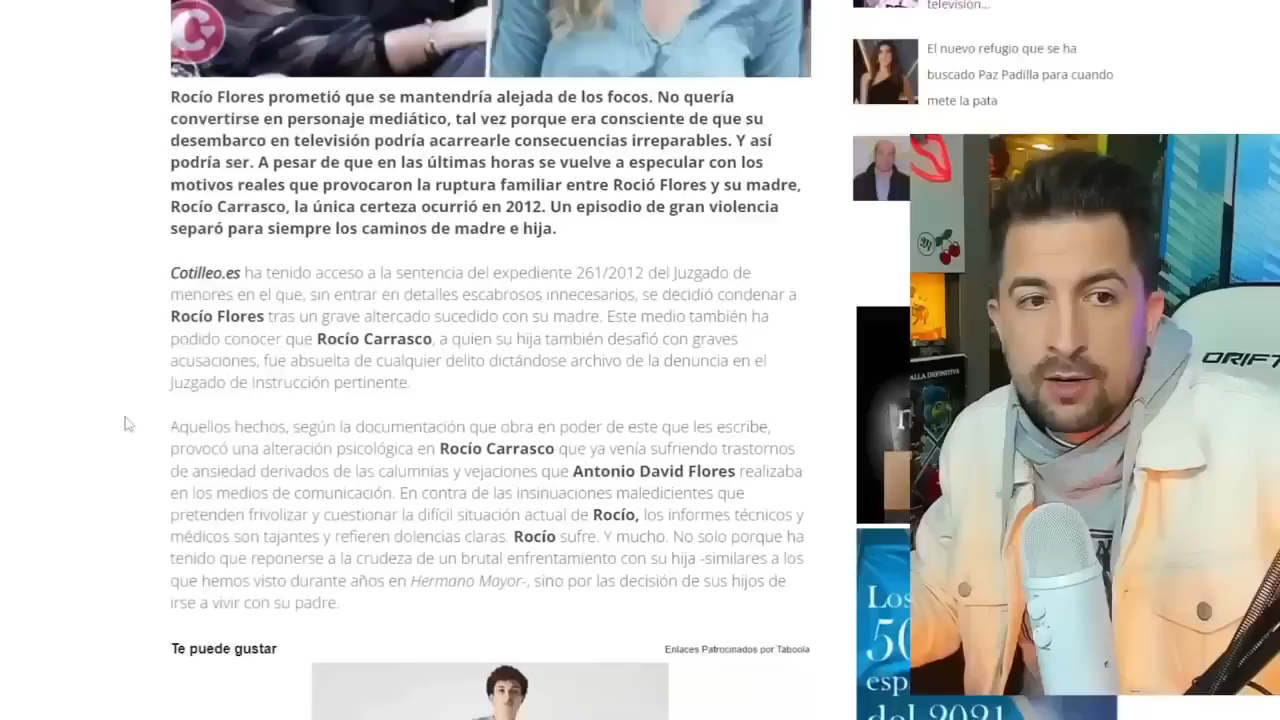 Rocío Flores prometió que se mantendría alejada de los focos. No quería
convertirse en personaje mediático, tal vez porque era consciente de que su
desembarco en televisión podría acarrearle consecuencias irreparables. Y así
podría ser. A pesar de que en las últimas horas se vuelve a especular con los
motivos reales que provocaron la ruptura familiar entre Roció Flores y su madre,
Rocío Carrasco, la única certeza ocurrió en 2012. Un episodio de gran violencia
separó para siempre los caminos de madre e hija.
Cotilleo.es ha tenido acceso a la sentencia del expediente 261/2012 del Juzgado de
menores en el que, sin entrar en detalles escabrosos innecesarios, se decidió condenar a
Rocío Flores tras un grave altercado sucedido con su madre. Este medio también ha
podido conocer que Rocío Carrasco, a quien su hija también desafió con graves
acusaciones, fue absuelta de cualquier delito dictándose archivo de la denuncia en el
Juzgado de Instrucción pertinente.
Aquellos hechos, según la documentación que obra en poder de este que les escribe,
provocó una alteración psicológica en Rocío Carrasco que ya venía sufriendo trastornos
de ansiedad derivados de las calumnias y vejaciones que Antonio David Flores realizaba
en los medios de comunicación. En contra de las insinuaciones maledicientes que
pretenden frivolizar y cuestionar la difícil situación actual de Rocío, los informes técnicos y
médicos son tajantes y refieren dolencias claras. Rocío sufre. Y mucho. No solo porque ha
tenido que reponerse a la crudeza de un brutal enfrentamiento con su hija -similares a los
que hemos visto durante años en Hermano Mayor-, sino por las decisión de sus hijos de
irse a vivir con su padre.
Te puede gustar
Enlaces Patrocinados por Taboola
televisión...
El nuevo refugio que se ha
buscado Paz Padilla para cuando
mete la pata
ALLA DEFINITIVA
DRIFT
Los
50
esp
del 2021